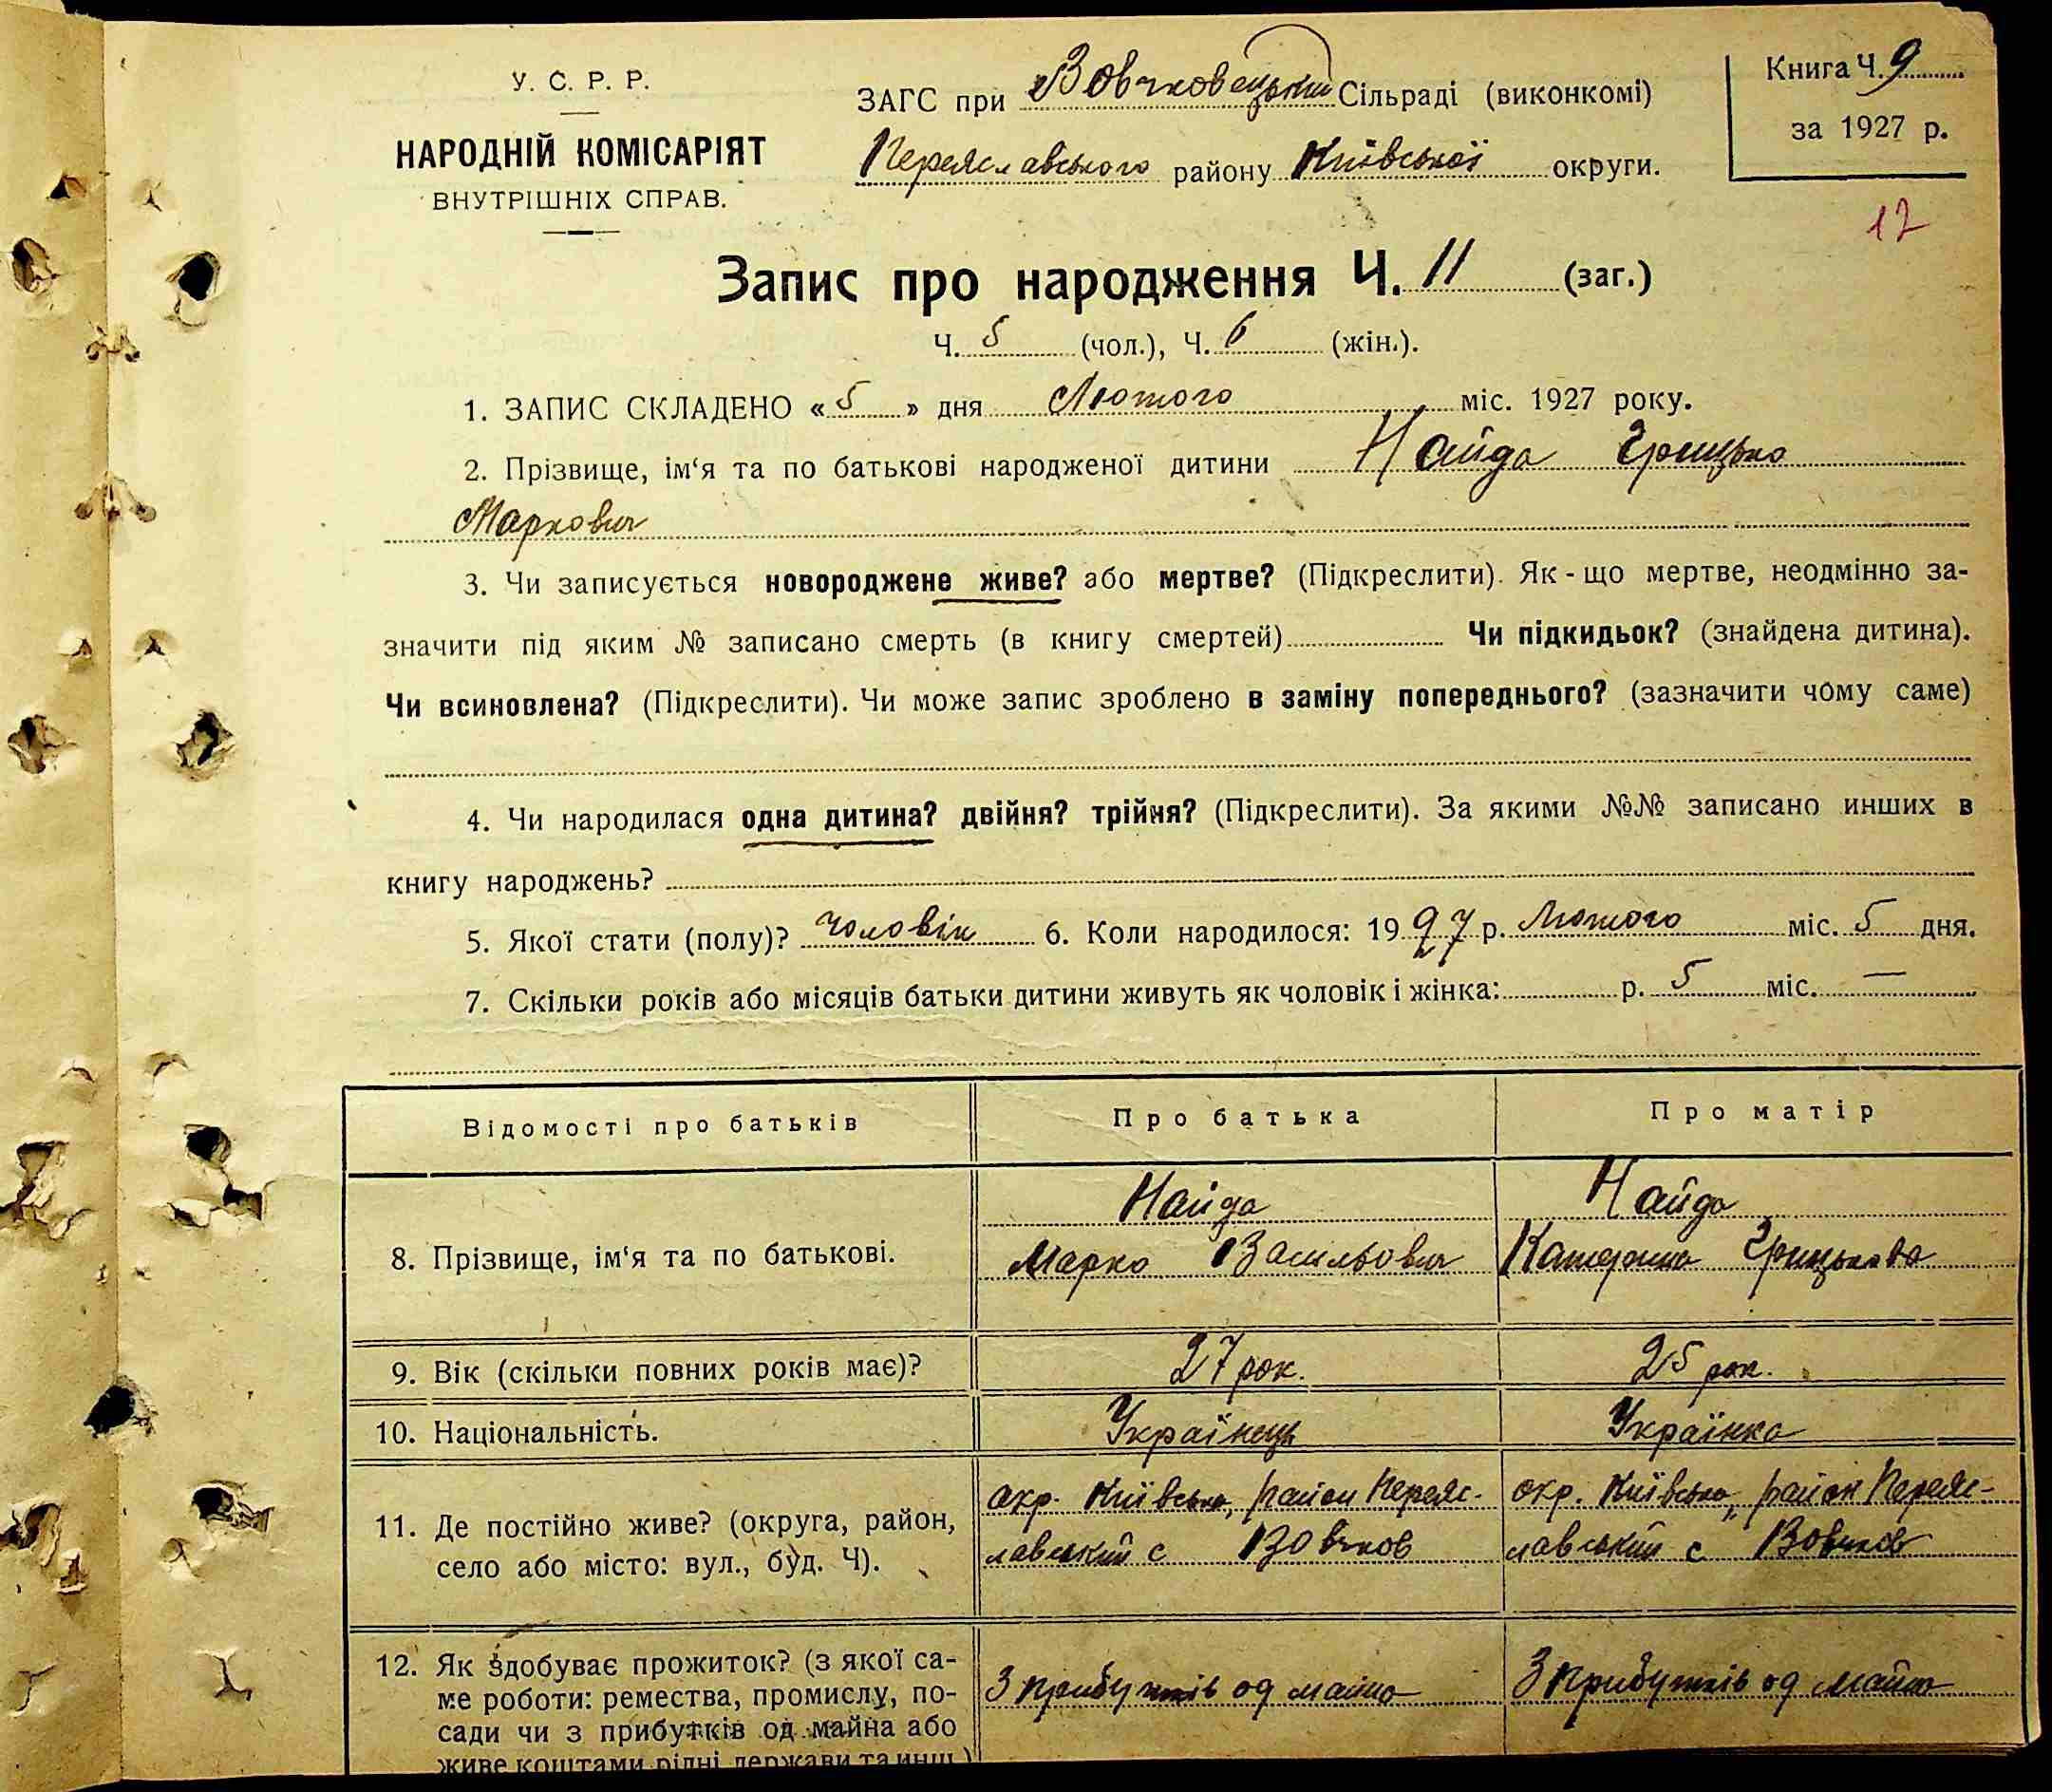 У. С. Р. Р.
НАРОДНІЙ КОМІСАРІЯТ
ВНУТРІШНІХ СПРАВ.
ЗАГС при Вовчковецький Сільраді (виконкомі)
Переяславського району Київської округи.
Книга Ч. 9
за 1927 р.
12
Запис про народження Ч. 11 (заг.)
Ч. 5 (чол.), Ч. 6 (жін.).
1. ЗАПИС СКЛАДЕНО « 5 » дня Лютого міс. 1927 року.
2. Прізвище, ім‘я та по батькові народженої дитини Найда Грицько
Маркович
3. Чи записується новороджене живе? або мертве? (Підкреслити). Як-що мертве, неодмінно за-
значити під яким № записано смерть (в книгу смертей) Чи підкидьок? (знайдена дитина).
Чи всиновлена? (Підкреслити). Чи може запис зроблено в заміну попереднього? (зазначити чому саме)
4. Чи народилася одна дитина? двійня? трійня? (Підкреслити). За якими №№ записано инших в
книгу народжень?
5. Якої стати (полу)? чоловік 6. Коли народилося: 1927 р. Лютого міс. 5 дня.
7. Скільки років або місяців батьки дитини живуть як чоловік і жінка: р. 5 міс. —
Відомості про батьків Про батька Про матір
8. Прізвище, ім‘я та по батькові.
Найда
Марко Васильович
Найда
Катерина Грицькова
9. Вік (скільки повних років має)? 27 рок. 25 рок.
10. Національність. Українець Українка
11. Де постійно живе? (округа, район,
село або місто: вул., буд. Ч).
окр. Київська, район Переяс-
лавський с Вовчков
окр. Київська, район Переяс-
лавський с Вовчков
12. Як здобуває прожиток? (з якої са-
ме роботи: ремества, промислу, по-
сади чи з прибутків од майна або
живе коштами рідні держави та инш.)
З прибутків од майна
З прибутків од майна